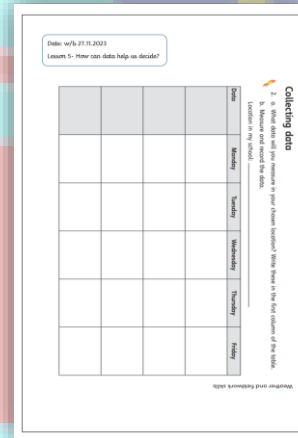 Date: w/b 27.11.2023
Lesson 5- How can data help us decide?
Collecting data
2. a. What data will you measure in your chosen location? Write these in the first column of the table.
b. Measure and record the data.
Location in my school:
Data Monday Tuesday Wednesday Thursday Friday
Weather and fieldwork skills